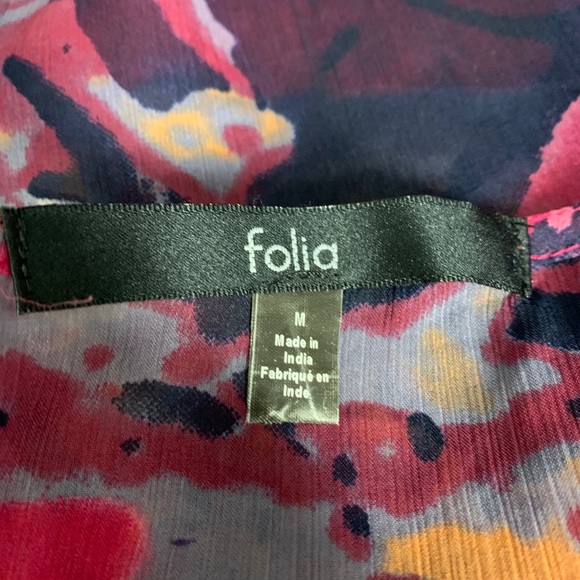 folia
M
Made in
India
Fabriqué en
Inde